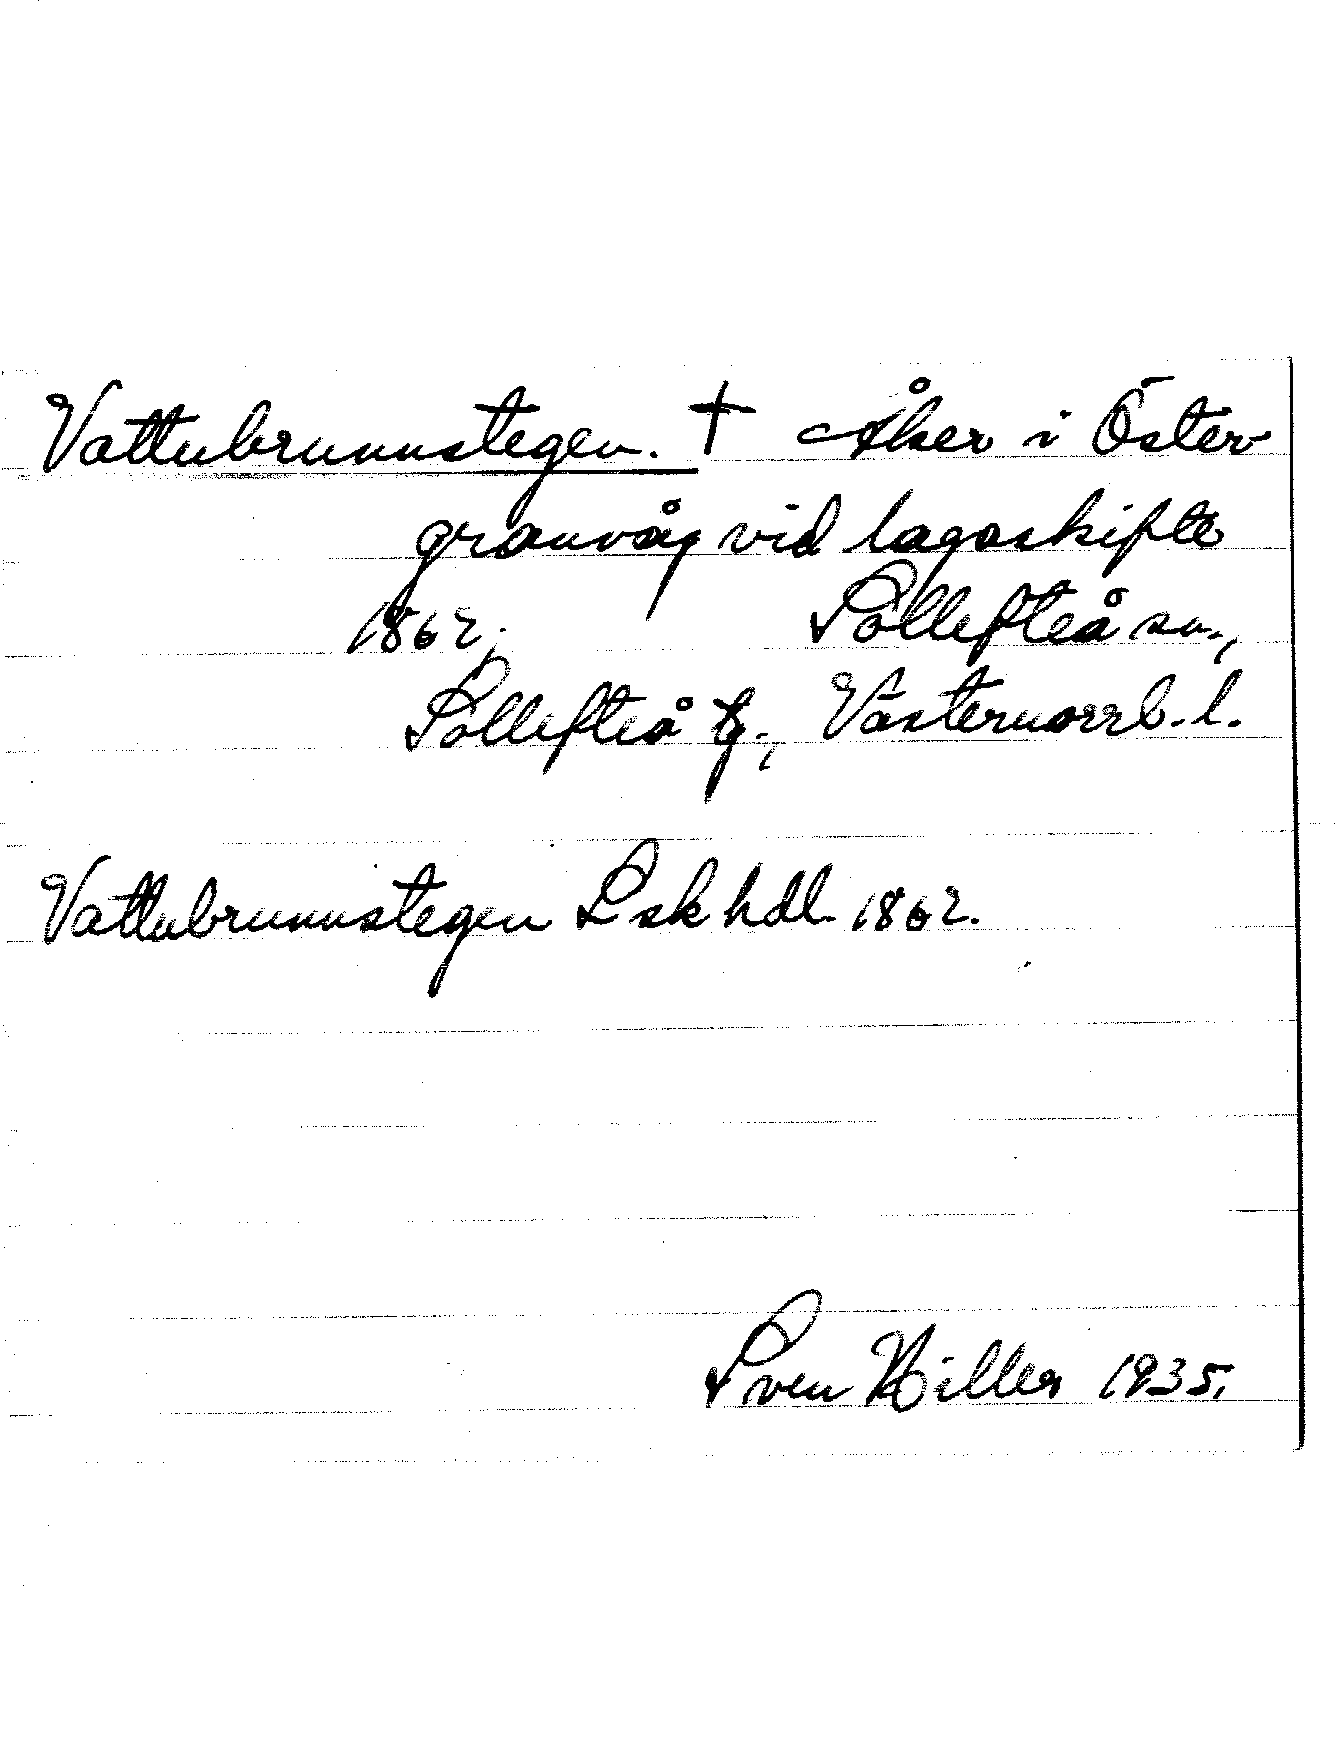 Vattubrunnstegen. † Åker i Öster
granvåg vid lagaskifte
1862. Sollefteå sn.,
Sollefteå tg., Västernorrl. l.
Vattubrunnstegen Lsk hdl 1862.
Sven Hiller 1935.